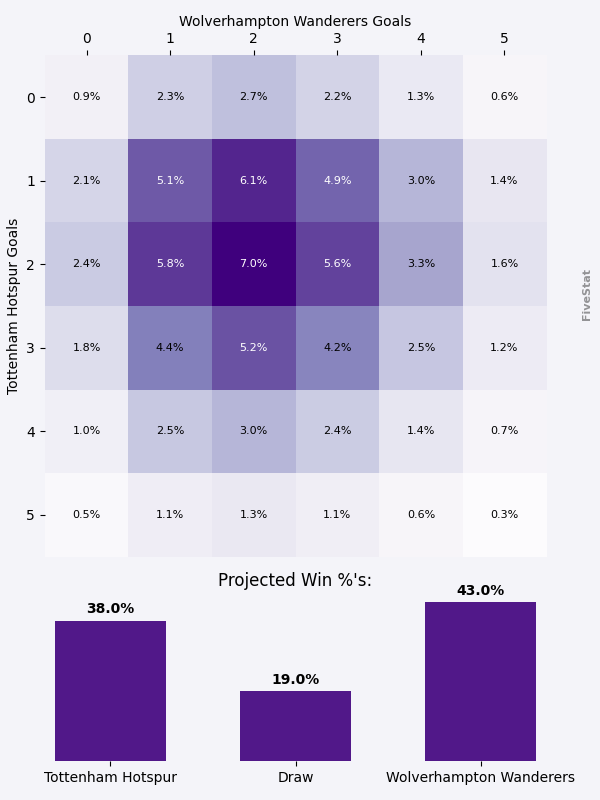 Wolverhampton Wanderers Goals
0 1 2 3 4 5
0 0.9% 2.3% 2.7% 2.2% 1.3% 0.6%
1 2.1% 5.1% 6.1% 4.9% 3.0% 1.4%
2 2.4% 5.8% 7.0% 5.6% 3.3% 1.6%
3 1.8% 4.4% 5.2% 4.2% 2.5% 1.2%
4 1.0% 2.5% 3.0% 2.4% 1.4% 0.7%
5 0.5% 1.1% 1.3% 1.1% 0.6% 0.3%
Tottenham Hotspur Goals
FiveStat
Projected Win %'s:
38.0% 19.0% 43.0%
Tottenham Hotspur Draw Wolverhampton Wanderers